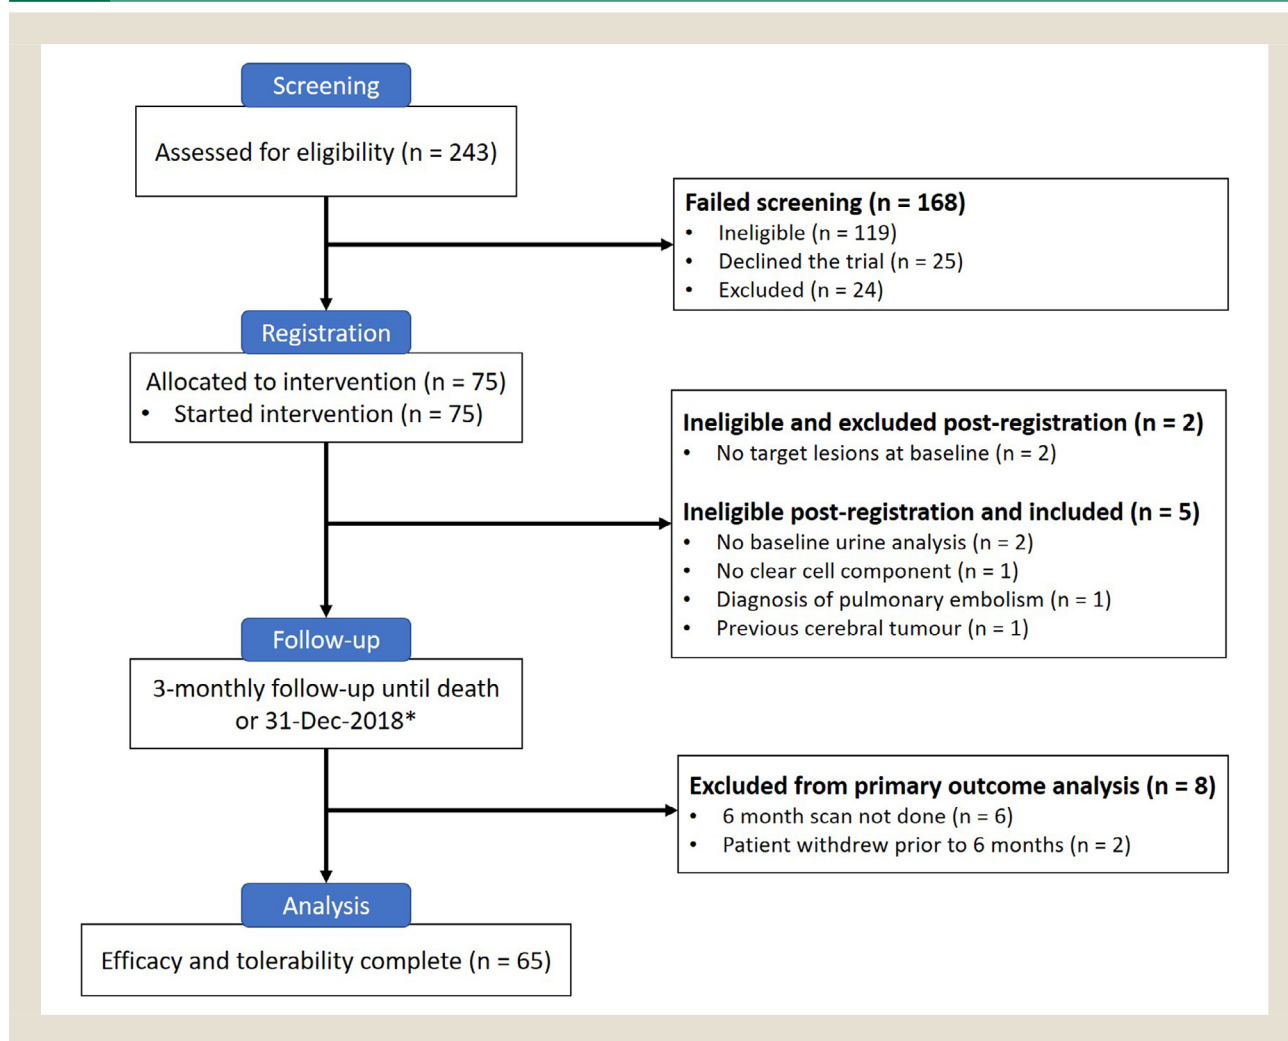 Screening
Assessed for eligibility (n = 243)
Failed screening (n = 168)
• Ineligible (n = 119)
• Declined the trial (n = 25)
• Excluded (n = 24)
Registration
Allocated to intervention (n = 75)
• Started intervention (n = 75)
Ineligible and excluded post-registration (n = 2)
• No target lesions at baseline (n = 2)
Ineligible post-registration and included (n = 5)
• No baseline urine analysis (n = 2)
• No clear cell component (n = 1)
• Diagnosis of pulmonary embolism (n = 1)
• Previous cerebral tumour (n = 1)
Follow-up
3-monthly follow-up until death
or 31-Dec-2018*
Excluded from primary outcome analysis (n = 8)
• 6 month scan not done (n = 6)
• Patient withdrew prior to 6 months (n = 2)
Analysis
Efficacy and tolerability complete (n = 65)